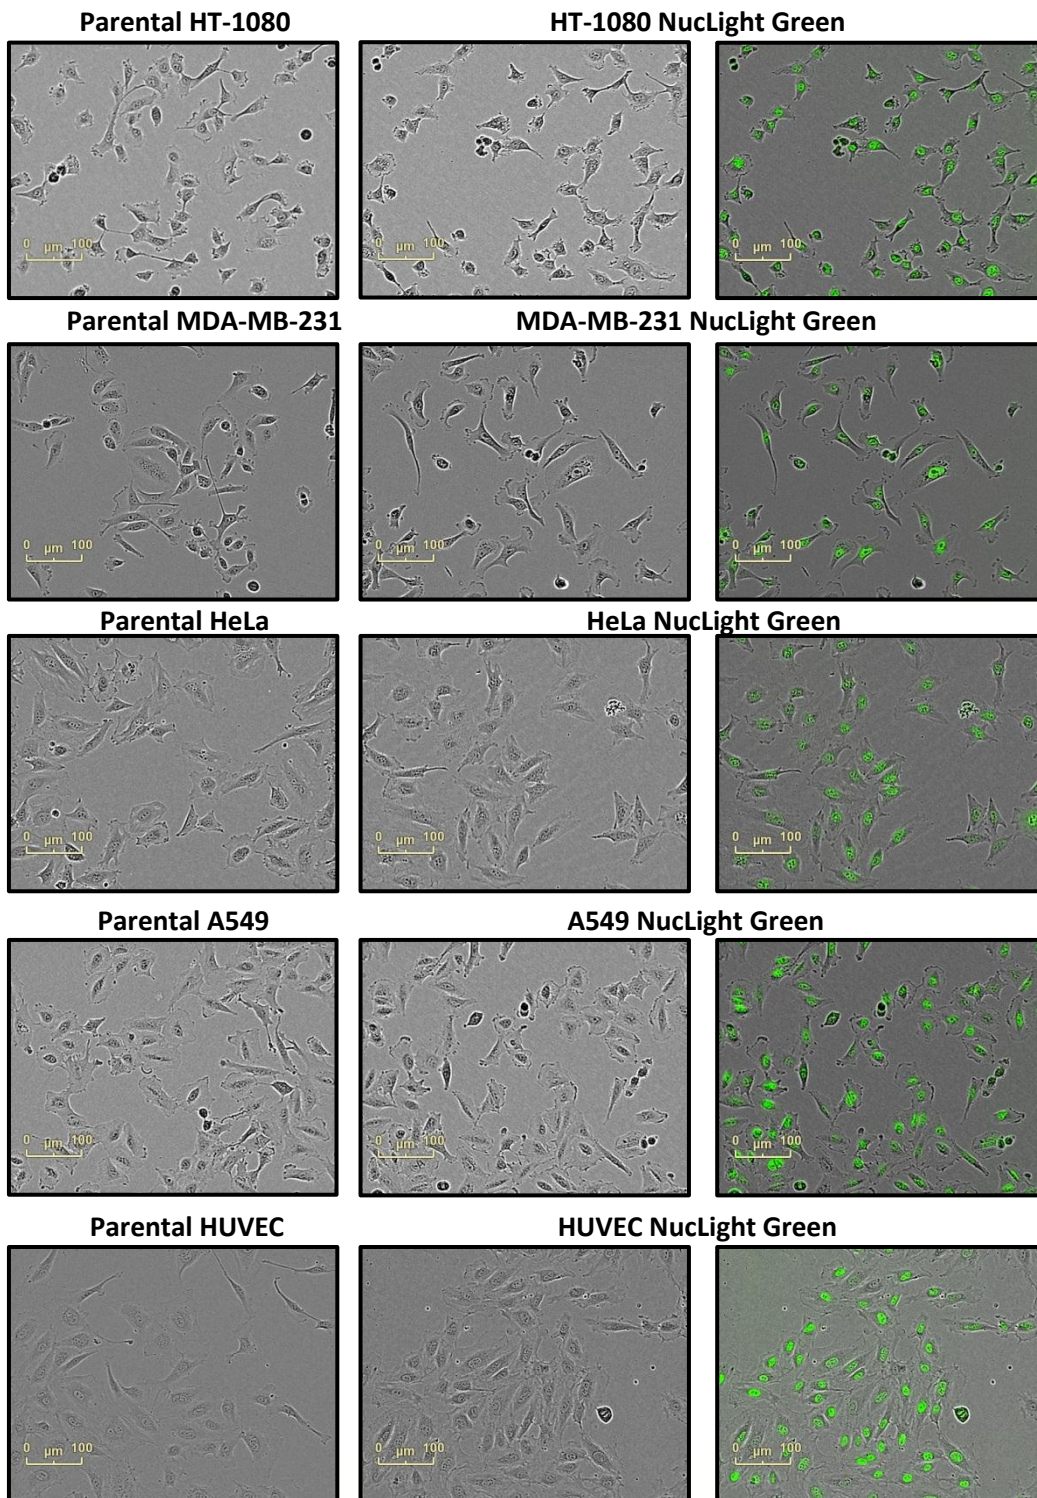 Parental HT-1080 HT-1080 NucLight Green
0 µm 100 0 µm 100 0 µm 100
Parental MDA-MB-231 MDA-MB-231 NucLight Green
0 µm 100 0 µm 100 0 µm 100
Parental HeLa HeLa NucLight Green
0 µm 100 0 µm 100 0 µm 100
Parental A549 A549 NucLight Green
0 µm 100 0 µm 100 0 µm 100
Parental HUVEC HUVEC NucLight Green
0 µm 100 0 µm 100 0 µm 100